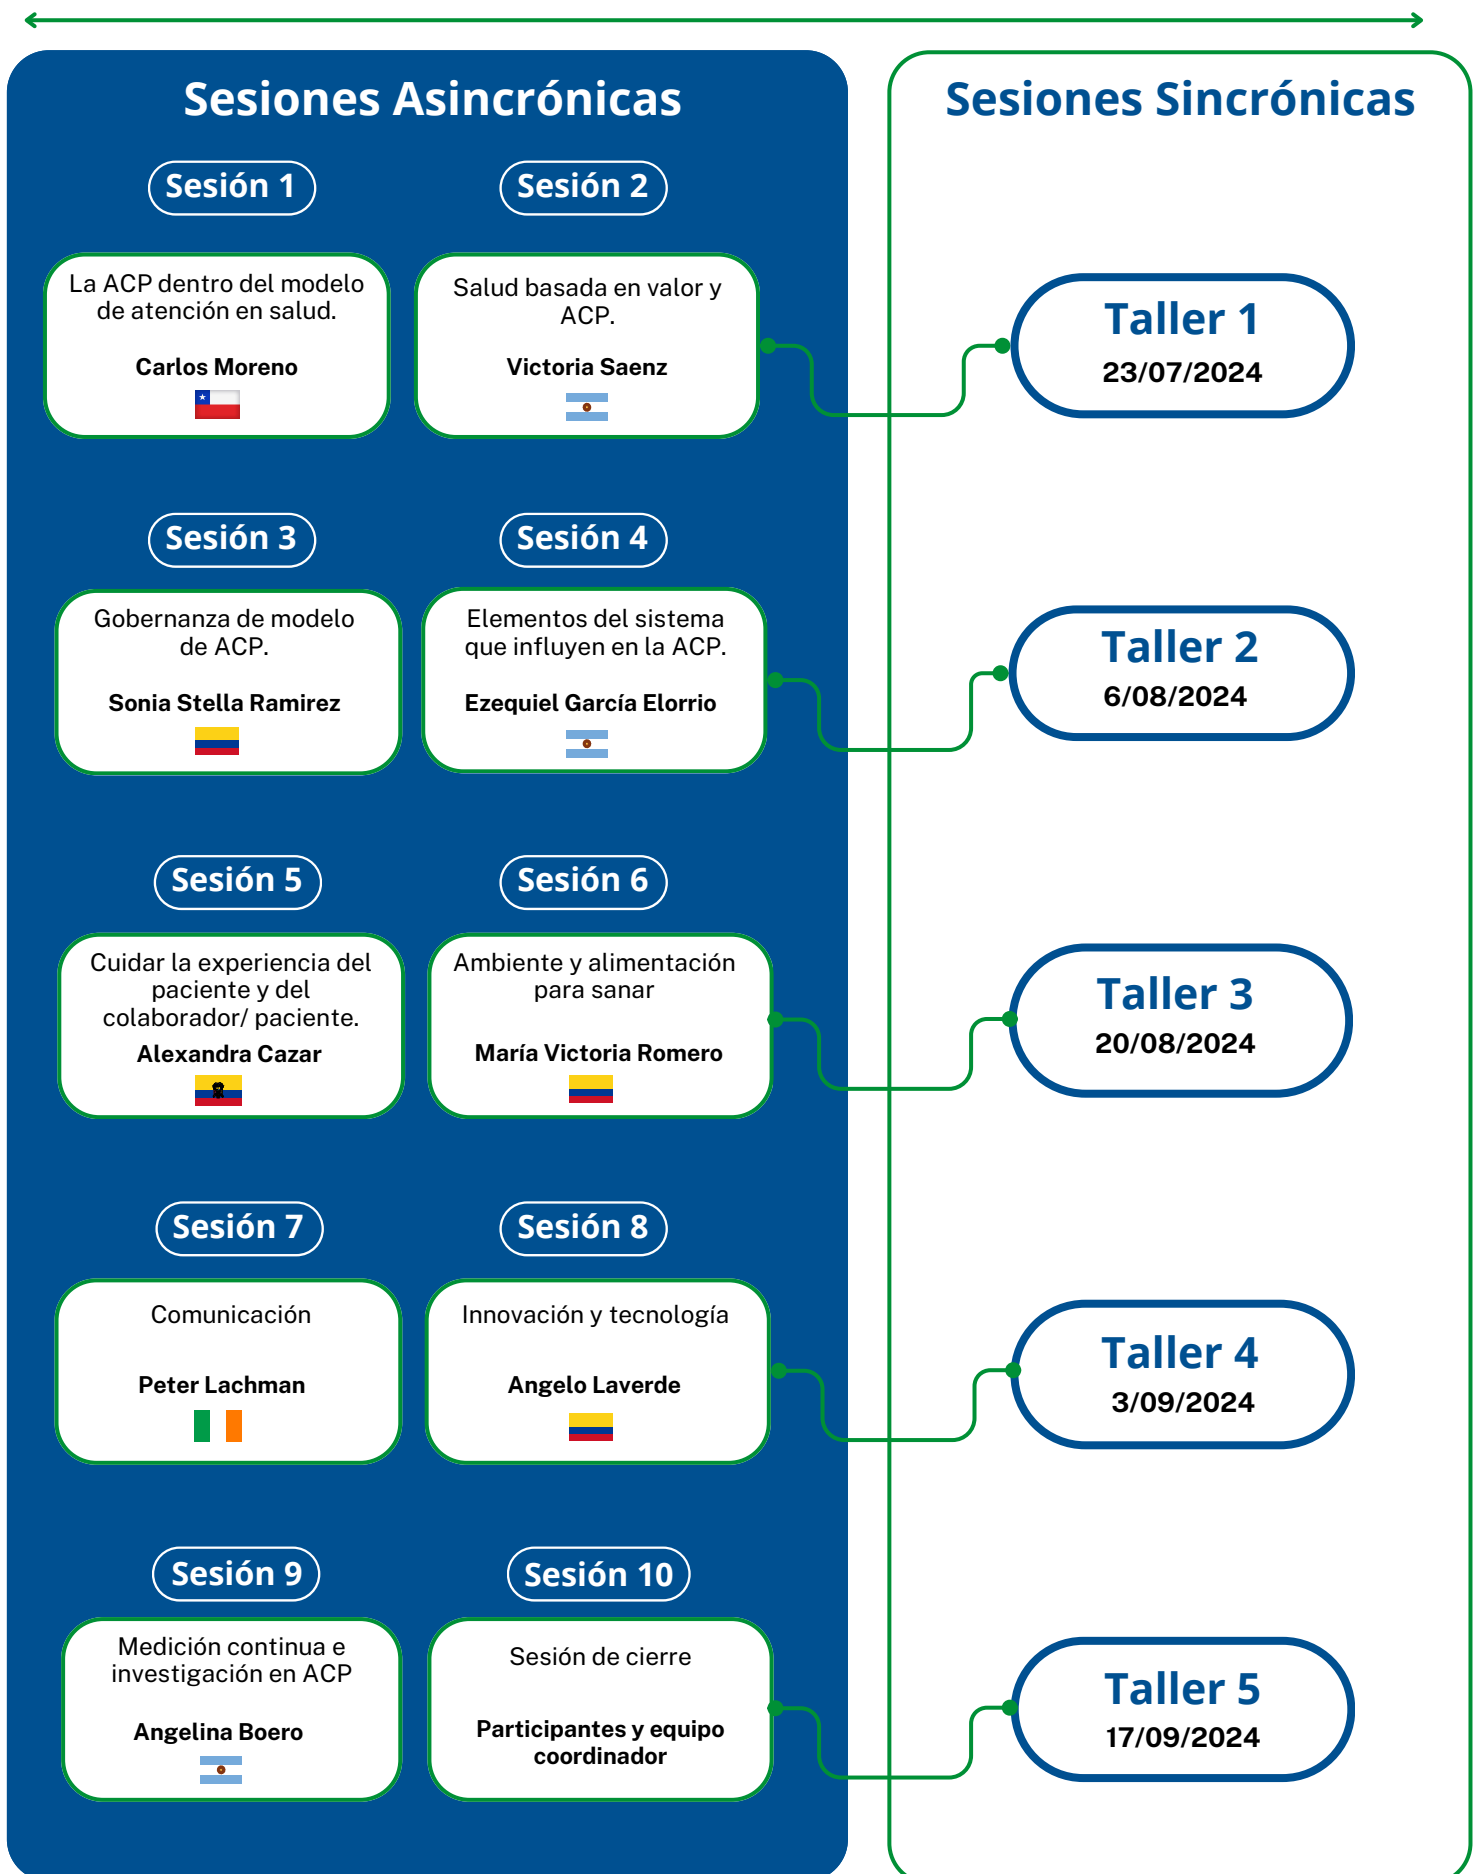 Sesiones Asincrónicas
Sesiones Sincrónicas
Sesión 1
La ACP dentro del modelo
de atención en salud.
Carlos Moreno
Sesión 2
Salud basada en valor y
ACP.
Victoria Saenz
Taller 1
23/07/2024
Sesión 3
Gobernanza de modelo
de ACP.
Sonia Stella Ramirez
Sesión 4
Elementos del sistema
que influyen en la ACP.
Ezequiel García Elorrio
Taller 2
6/08/2024
Sesión 5
Cuidar la experiencia del
paciente y del
colaborador/ paciente.
Alexandra Cazar
Sesión 6
Ambiente y alimentación
para sanar
María Victoria Romero
Taller 3
20/08/2024
Sesión 7
Comunicación
Peter Lachman
Sesión 8
Innovación y tecnología
Angelo Laverde
Taller 4
3/09/2024
Sesión 9
Medición continua e
investigación en ACP
Angelina Boero
Sesión 10
Sesión de cierre
Participantes y equipo
coordinador
Taller 5
17/09/2024